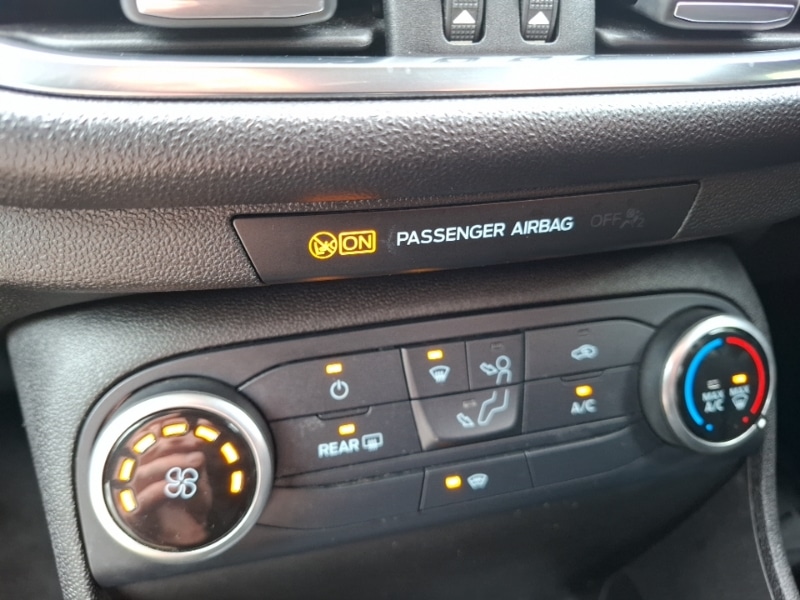 ON PASSENGER AIRBAG OFF
REAR
A/C
MAX A/C
MAX